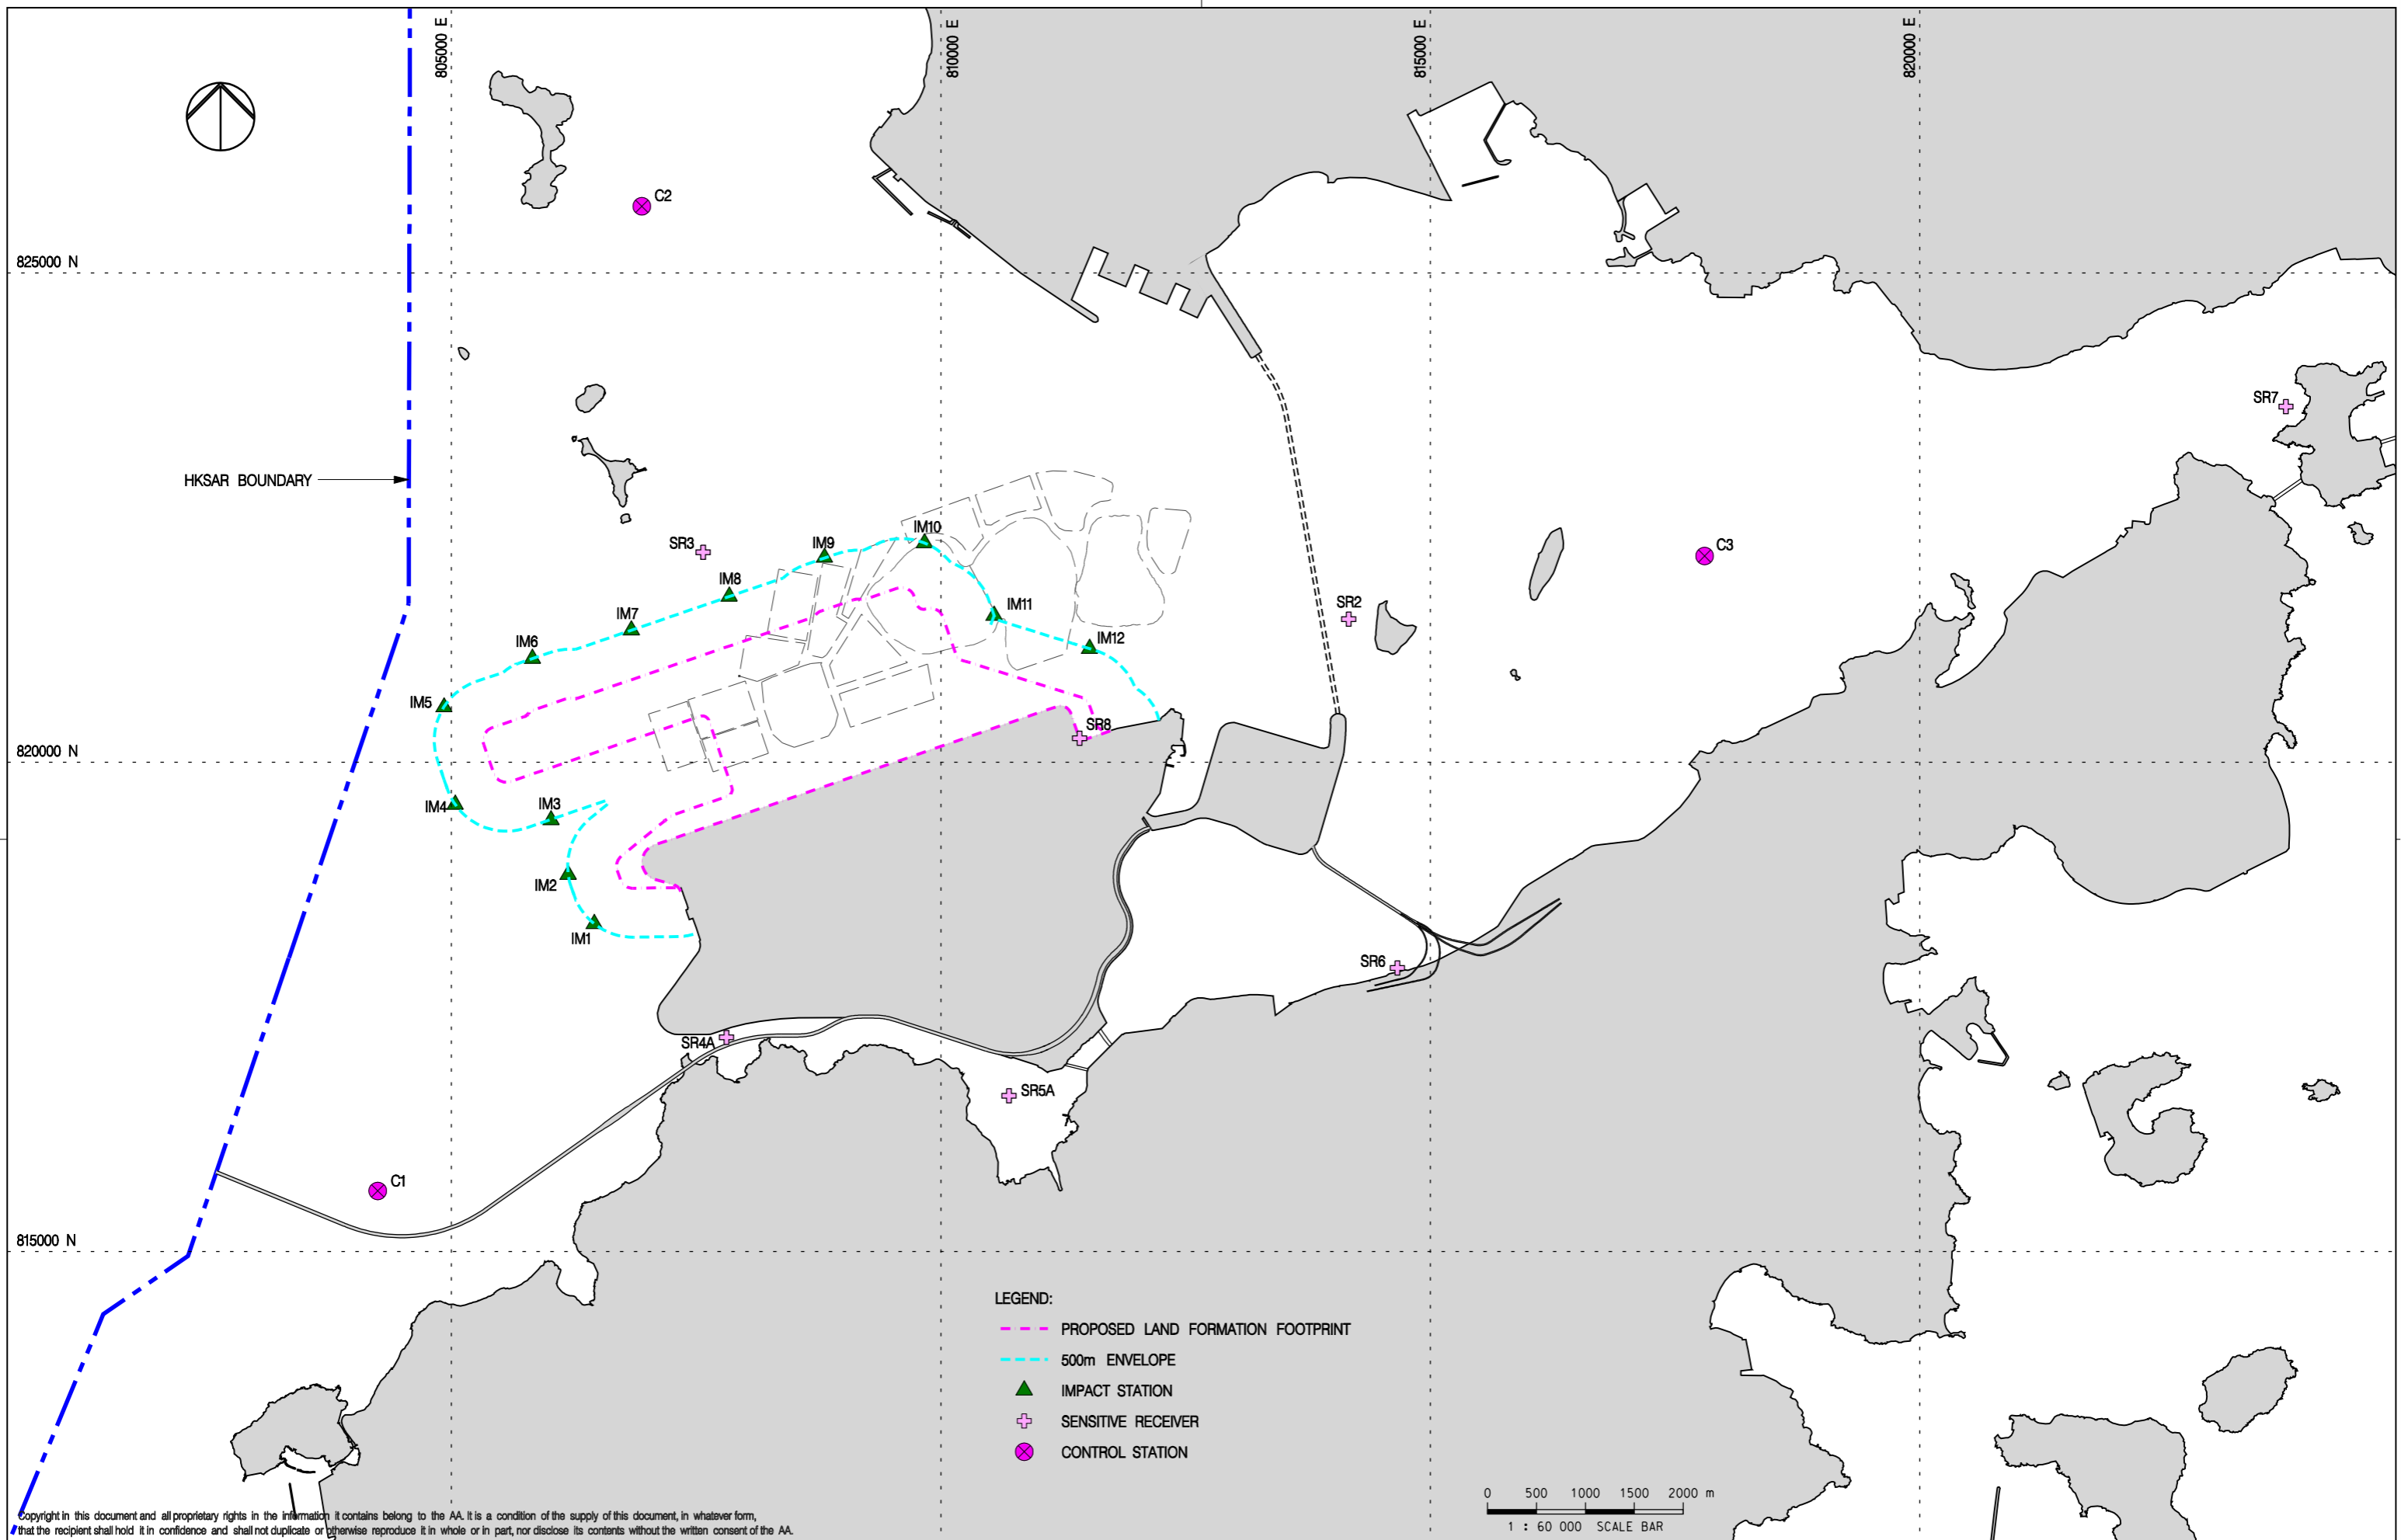 805000 E
810000 E
815000 E
820000 E
C2
825000 N
SR7
HKSAR BOUNDARY
SR3
IM9
IM10
C3
IM8
IM7
IM11
SR2
IM6
IM12
IM5
SR8
820000 N
IM4
IM3
IM2
IM1
SR6
SR4A
SR5A
C1
815000 N
LEGEND:
PROPOSED LAND FORMATION FOOTPRINT
500m ENVELOPE
IMPACT STATION
SENSITIVE RECEIVER
CONTROL STATION
0 500 1000 1500 2000 m
1 : 60 000 SCALE BAR
Copyright in this document and all proprietary rights in the information it contains belong to the AA. It is a condition of the supply of this document, in whatever form,
that the recipient shall hold it in confidence and shall not duplicate or otherwise reproduce it in whole or in part, nor disclose its contents without the written consent of the AA.